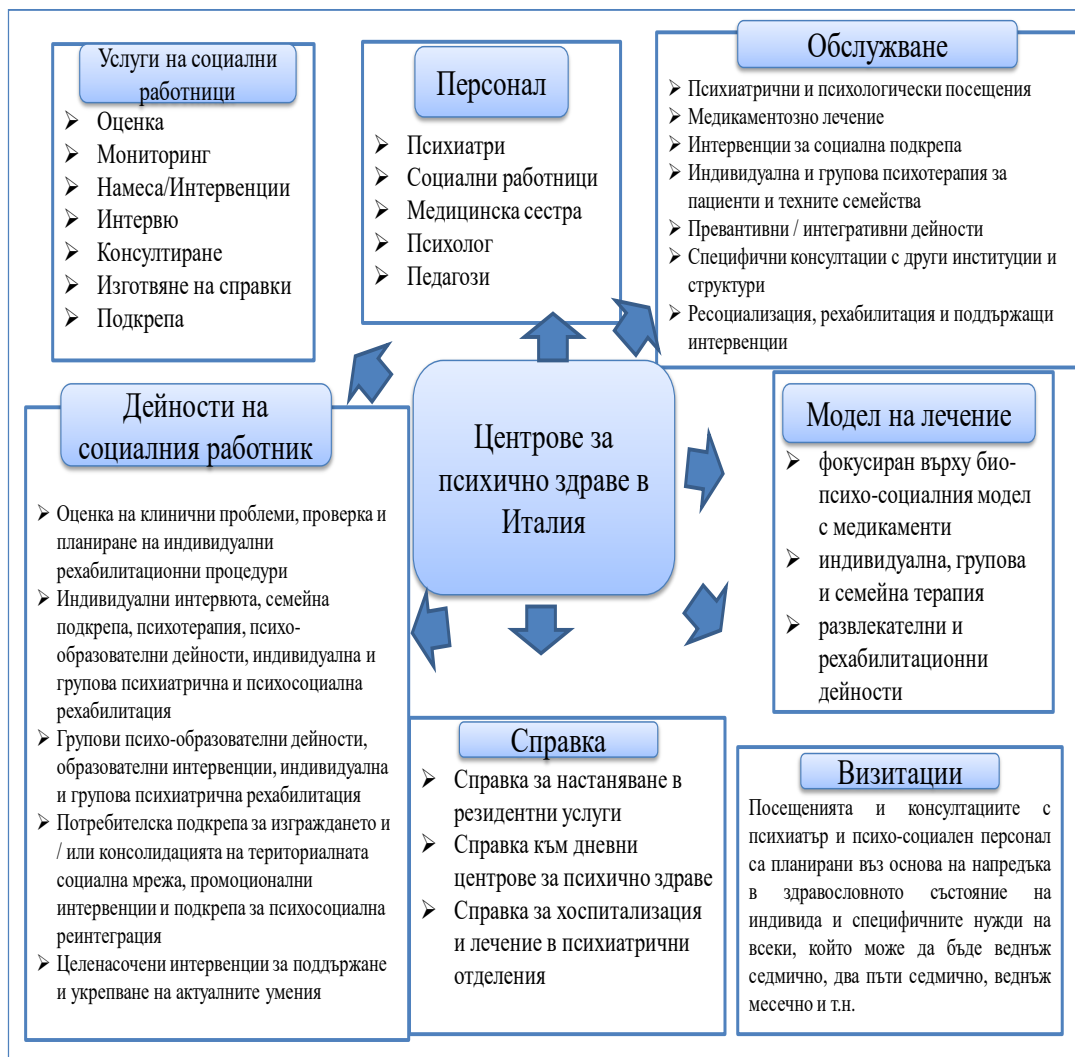 Услуги на социални
работници
➤ Оценка
➤ Мониторинг
➤ Намеса/Интервенции
➤ Интервю
➤ Консултиране
➤ Изготвяне на справки
➤ Подкрепа
Персонал
➤ Психиатри
➤ Социални работници
➤ Медицинска сестра
➤ Психолог
➤ Педагози
Обслужване
➤ Психиатрични и психологически посещения
➤ Медикаментозно лечение
➤ Интервенции за социална подкрепа
➤ Индивидуална и групова психотерапия за
пациенти и техните семейства
➤ Превантивни / интегративни дейности
➤ Специфични консултации с други институции и
структури
➤ Ресоциализация, рехабилитация и поддържащи
интервенции
Дейности на
социалния работник
➤ Оценка на клинични проблеми, проверка и
планиране на индивидуални
рехабилитационни процедури
➤ Индивидуални интервюта, семейна
подкрепа, психотерапия, психо-
образователни дейности, индивидуална и
групова психиатрична и психосоциална
рехабилитация
➤ Групови психо-образователни дейности,
образователни интервенции, индивидуална
и групова психиатрична рехабилитация
➤ Потребителска подкрепа за изграждането и
/ или консолидацията на териториалната
социална мрежа, промоционални
интервенции и подкрепа за психосоциална
реинтеграция
➤ Целенасочени интервенции за поддържане
и укрепване на актуалните умения
Центрове за
психично здраве в
Италия
Модел на лечение
➤ фокусиран върху био-
психо-социалния модел
с медикаменти
➤ индивидуална, групова
и семейна терапия
➤ развлекателни и
рехабилитационни
дейности
Справка
➤ Справка за настаняване в
резидентни услуги
➤ Справка към дневни
центрове за психично здраве
➤ Справка за хоспитализация
и лечение в психиатрични
отделения
Визитации
Посещенията и консултациите с
психиатър и психо-социален персонал
са планирани въз основа на напредъка
в здравословното състояние на
индивида и специфичните нужди на
всеки, който може да бъде веднъж
седмично, два пъти седмично, веднъж
месечно и т.н.